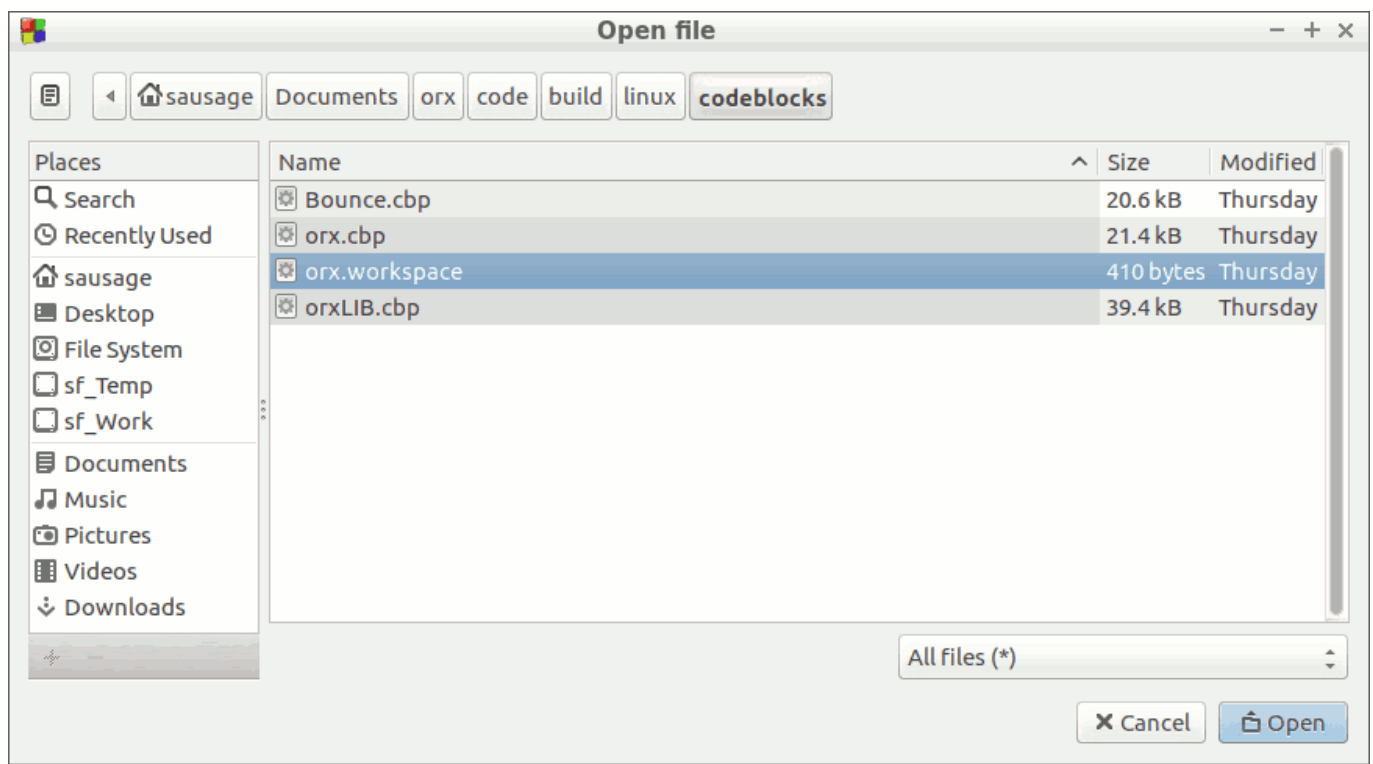 Open file
sausage Documents orx code build linux codeblocks
Places
Search
Recently Used
sausage
Desktop
File System
sf_Temp
sf_Work
Documents
Music
Pictures
Videos
Downloads
Name Size Modified
Bounce.cbp 20.6 kB Thursday
orx.cbp 21.4 kB Thursday
orx.workspace 410 bytes Thursday
orxLIB.cbp 39.4 kB Thursday
All files (*)
Cancel Open